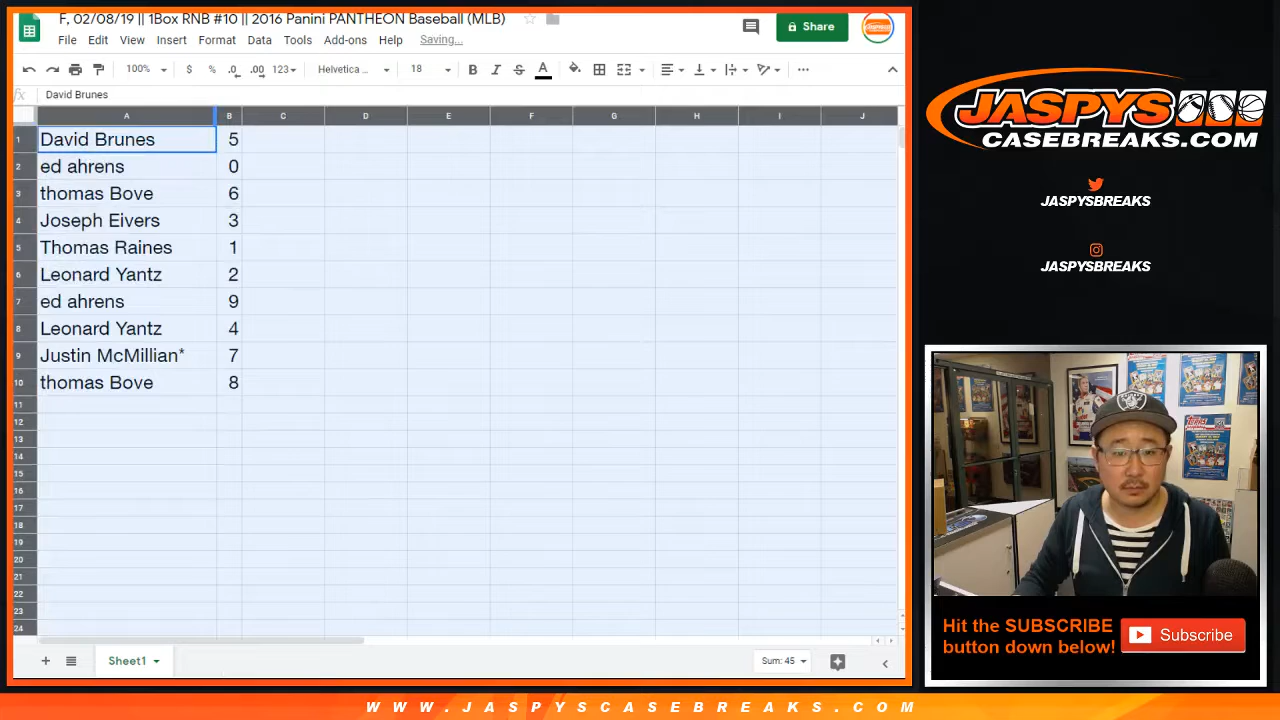 F, 02/08/19 || 1Box RNB #10 || 2016 Panini PANTHEON Baseball (MLB)
File Edit View Insert Format Data Tools Add-ons Help Saving...
Share
100% $ % .0 .00 123 Helvetica ... 18 B I S A
fx David Brunes
A B C D E F G H I J
1 David Brunes 5
2 ed ahrens 0
3 thomas Bove 6
4 Joseph Eivers 3
5 Thomas Raines 1
6 Leonard Yantz 2
7 ed ahrens 9
8 Leonard Yantz 4
9 Justin McMillian* 7
10 thomas Bove 8
11
12
13
14
15
16
17
18
19
20
21
22
23
24
Sheet1
Sum: 45
JASPYS
CASEBREAKS.COM
JASPYSBREAKS
JASPYSBREAKS
Hit the SUBSCRIBE
button down below!
Subscribe
WWW.JASPYSCASEBREAKS.COM